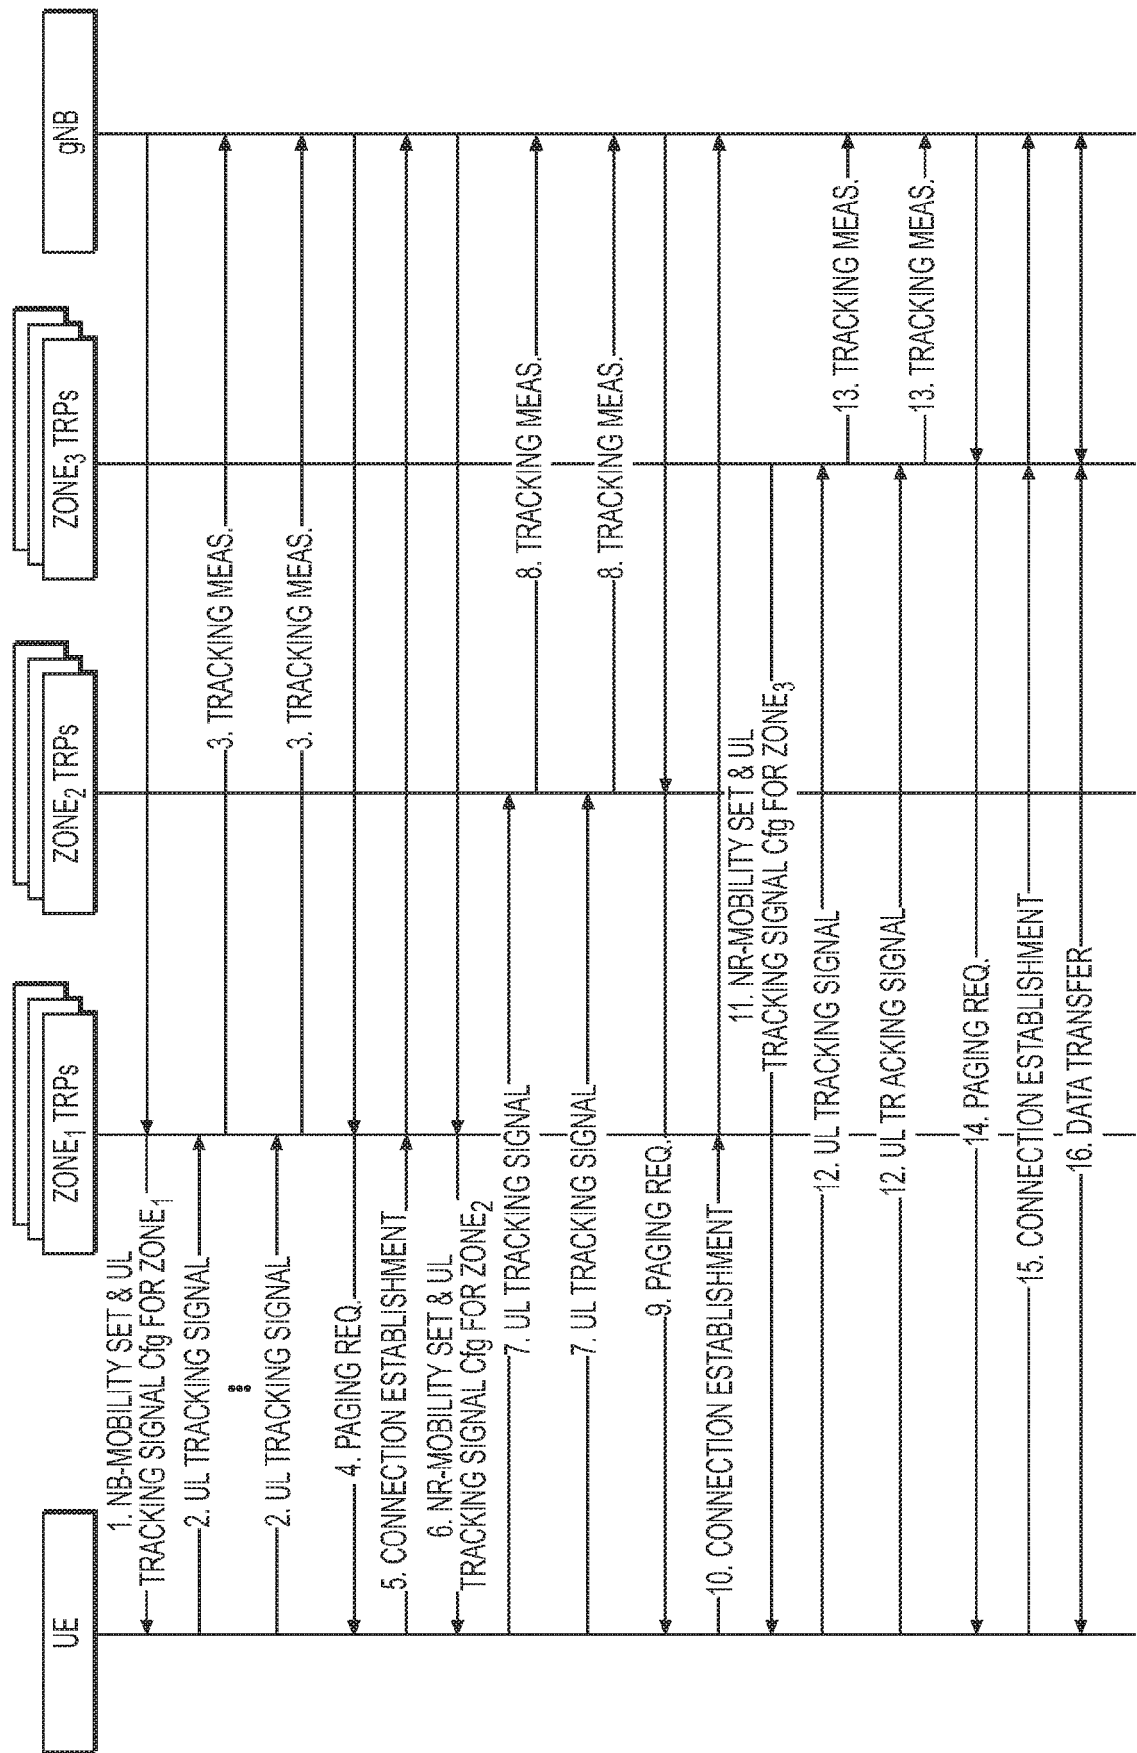 UE
ZONE1 TRPs
ZONE2 TRPs
ZONE3 TRPs
gNB
1. NB-MOBILITY SET & UL
TRACKING SIGNAL Cfg FOR ZONE1
2. UL TRACKING SIGNAL
3. TRACKING MEAS.
2. UL TRACKING SIGNAL
3. TRACKING MEAS.
4. PAGING REQ.
5. CONNECTION ESTABLISHMENT
6. NR-MOBILITY SET & UL
TRACKING SIGNAL Cfg FOR ZONE2
7. UL TRACKING SIGNAL
8. TRACKING MEAS.
7. UL TRACKING SIGNAL
8. TRACKING MEAS.
9. PAGING REQ.
10. CONNECTION ESTABLISHMENT
11. NR-MOBILITY SET & UL
TRACKING SIGNAL Cfg FOR ZONE3
12. UL TRACKING SIGNAL
13. TRACKING MEAS.
12. UL TR ACKING SIGNAL
13. TRACKING MEAS.
14. PAGING REQ.
15. CONNECTION ESTABLISHMENT
16. DATA TRANSFER